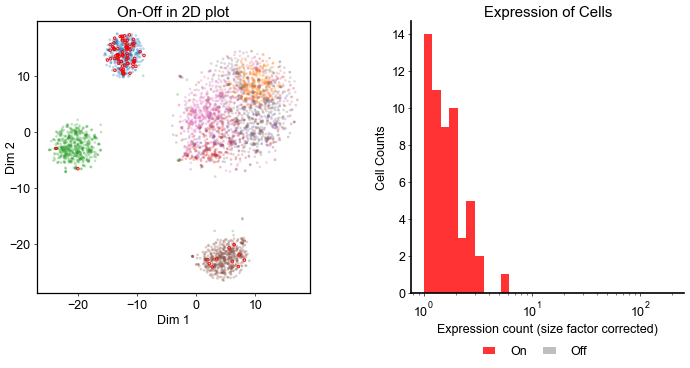 On-Off in 2D plot
Dim 2
10
0
−10
−20
−20
−10
0
10
Dim 1
Expression of Cells
Cell Counts
14
12
10
8
6
4
2
0
10⁰
10¹
10²
Expression count (size factor corrected)
On
Off